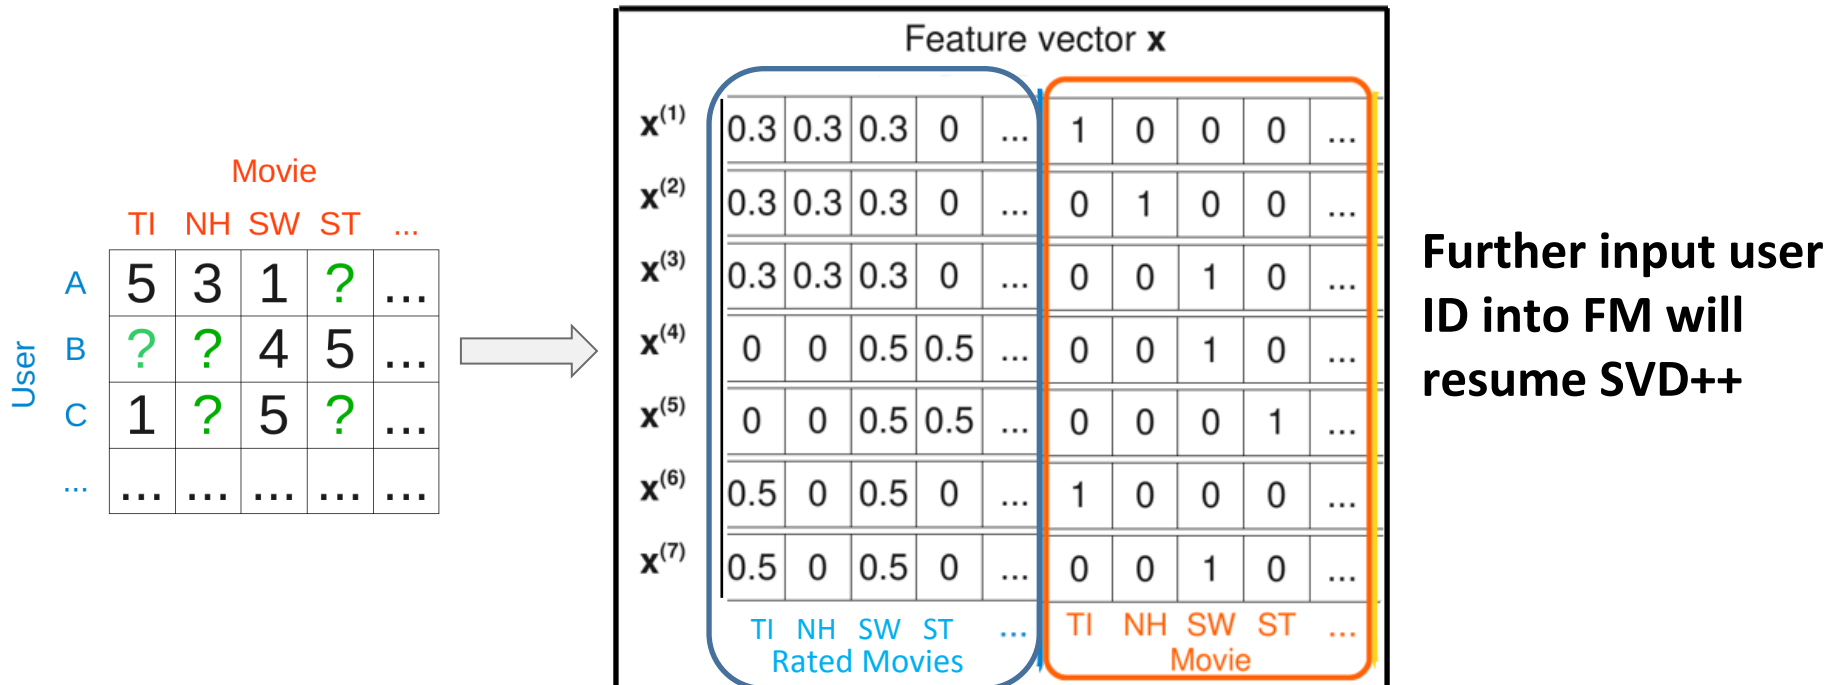 Movie
TI NH SW ST ...
User
A 5 3 1 ? ...
B ? ? 4 5 ...
C 1 ? 5 ? ...
... ... ... ... ... ...
Feature vector x
x(1) 0.3 0.3 0.3 0 ... 1 0 0 0 ...
x(2) 0.3 0.3 0.3 0 ... 0 1 0 0 ...
x(3) 0.3 0.3 0.3 0 ... 0 0 1 0 ...
x(4) 0 0 0.5 0.5 ... 0 0 1 0 ...
x(5) 0 0 0.5 0.5 ... 0 0 0 1 ...
x(6) 0.5 0 0.5 0 ... 1 0 0 0 ...
x(7) 0.5 0 0.5 0 ... 0 0 1 0 ...
TI NH SW ST ... TI NH SW ST ...
Rated Movies Movie
Further input user
ID into FM will
resume SVD++